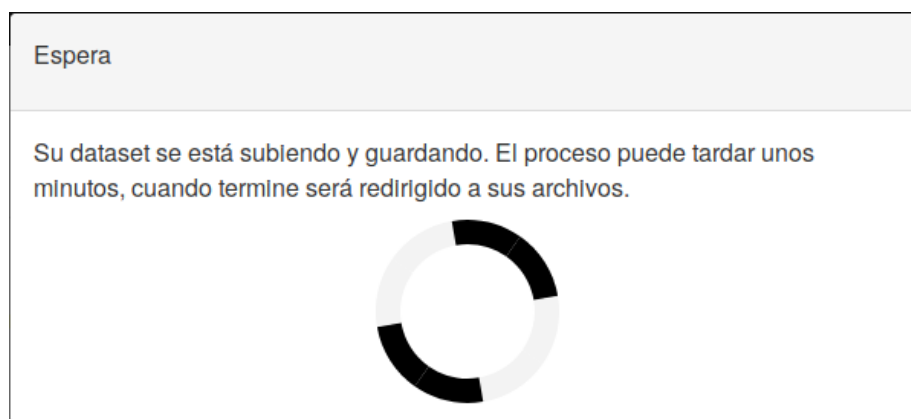 Espera
Su dataset se está subiendo y guardando. El proceso puede tardar unos
minutos, cuando termine será redirigido a sus archivos.